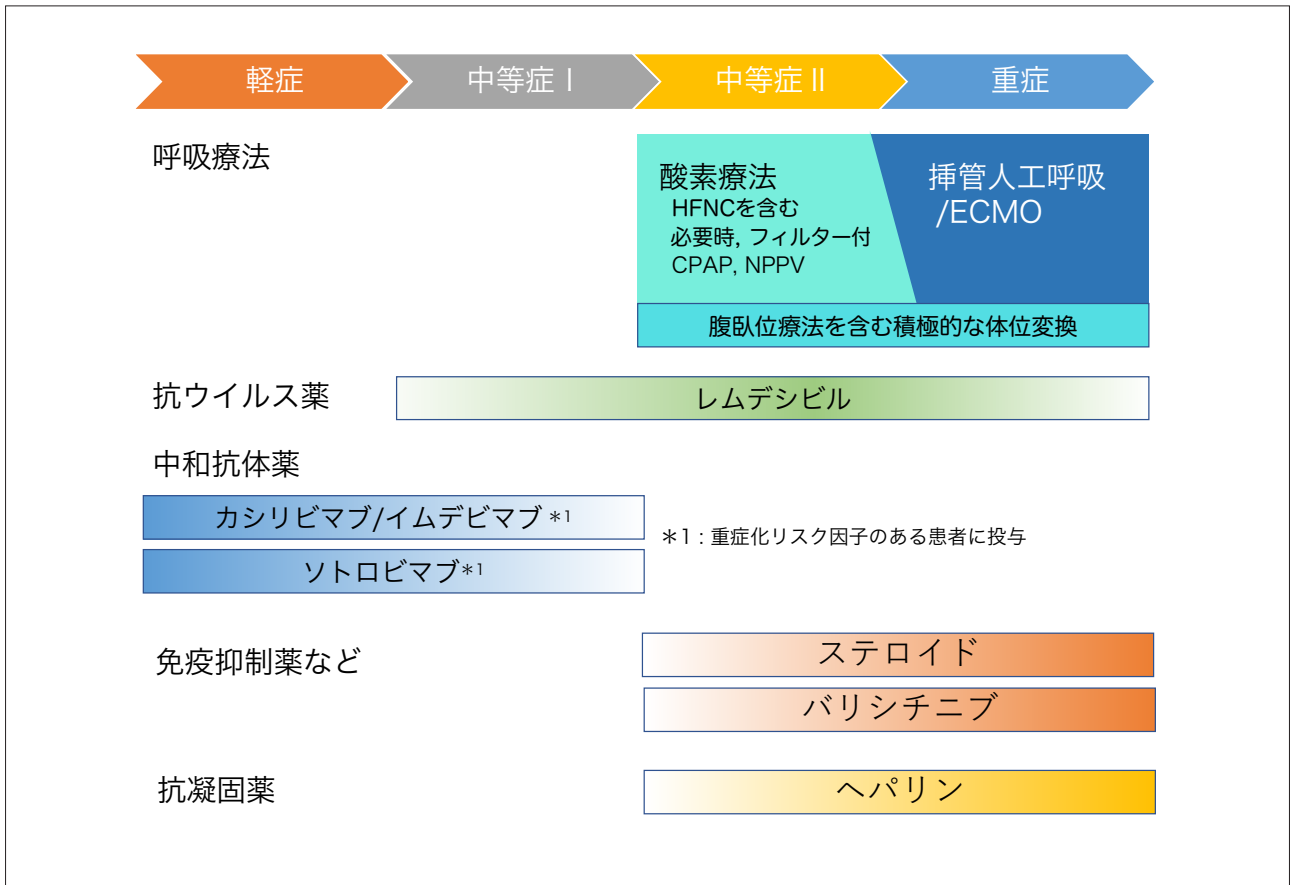 軽症
中等症Ⅰ
中等症Ⅱ
重症
呼吸療法
酸素療法
HFNCを含む
必要時, フィルター付
CPAP, NPPV
挿管人工呼吸
/ECMO
腹臥位療法を含む積極的な体位変換
抗ウイルス薬
レムデシビル
中和抗体薬
カシリビマブ/イムデビマブ *1
ソトロビマブ*1
*1 : 重症化リスク因子のある患者に投与
免疫抑制薬など
ステロイド
バリシチニブ
抗凝固薬
ヘパリン